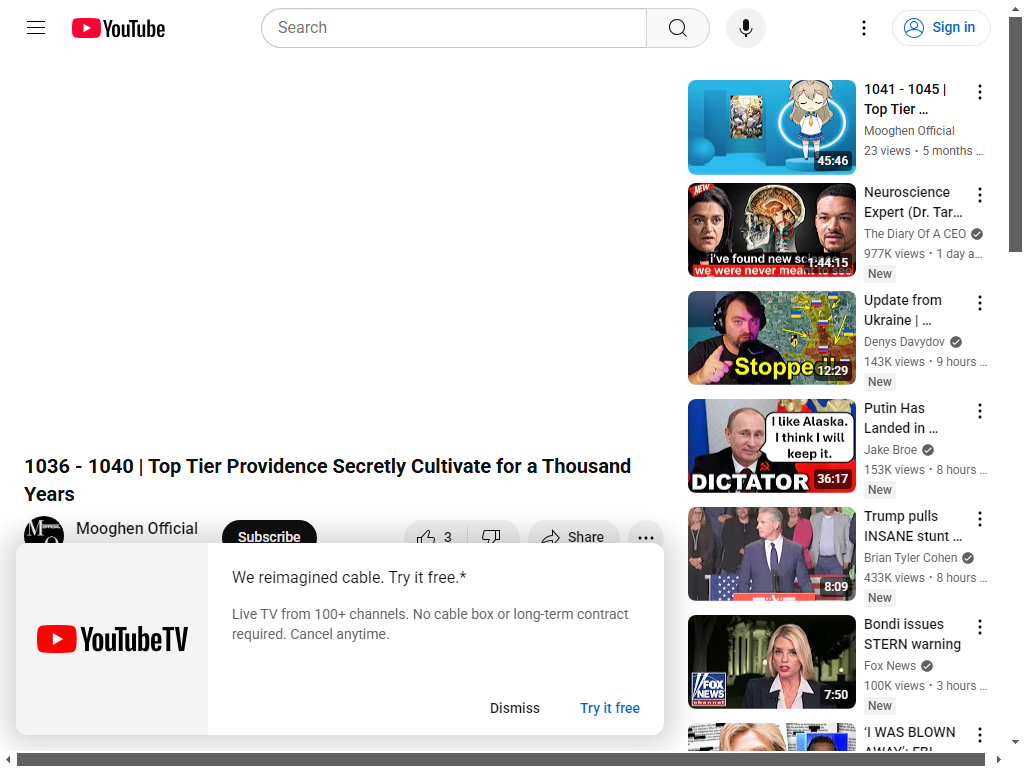 YouTube
Search
Sign in
1036 - 1040 | Top Tier Providence Secretly Cultivate for a Thousand
Years
Mooghen Official
Subscribe
3
Share
YouTubeTV
We reimagined cable. Try it free.*
Live TV from 100+ channels. No cable box or long-term contract
required. Cancel anytime.
Dismiss
Try it free
45:46
1041 - 1045 |
Top Tier …
Mooghen Official
23 views • 5 months …
NEW
i've found new
we were never meant to see
1:44:15
Neuroscience
Expert (Dr. Tar…
The Diary Of A CEO
977K views • 1 day a…
New
Stopped!
12:29
Update from
Ukraine | …
Denys Davydov
143K views • 9 hours …
New
I like Alaska.
I think I will
keep it.
DICTATOR
36:17
Putin Has
Landed in …
Jake Broe
153K views • 8 hours …
New
8:09
Trump pulls
INSANE stunt …
Brian Tyler Cohen
433K views • 8 hours …
New
FOX
NEWS
channel
7:50
Bondi issues
STERN warning
Fox News
100K views • 3 hours …
New
'I WAS BLOWN
AWAY': FBI